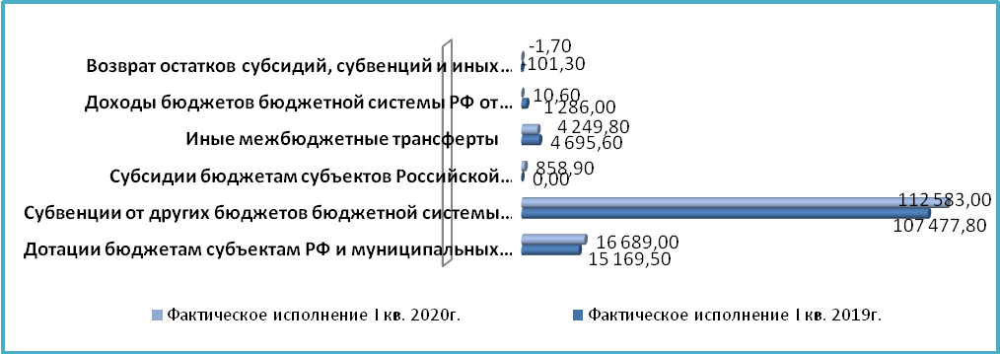 Возврат остатков субсидий, субвенций и иных...
-1,70
-101,30
Доходы бюджетов бюджетной системы РФ от...
10,60
1 286,00
Иные межбюджетные трансферты
4 249,80
4 695,60
Субсидии бюджетам субъектов Российской...
858,90
0,00
Субвенции от других бюджетов бюджетной системы...
112 583,00
107 477,80
Дотации бюджетам субъектам РФ и муниципальных...
16 689,00
15 169,50
Фактическое исполнение I кв. 2020г.
Фактическое исполнение I кв. 2019г.